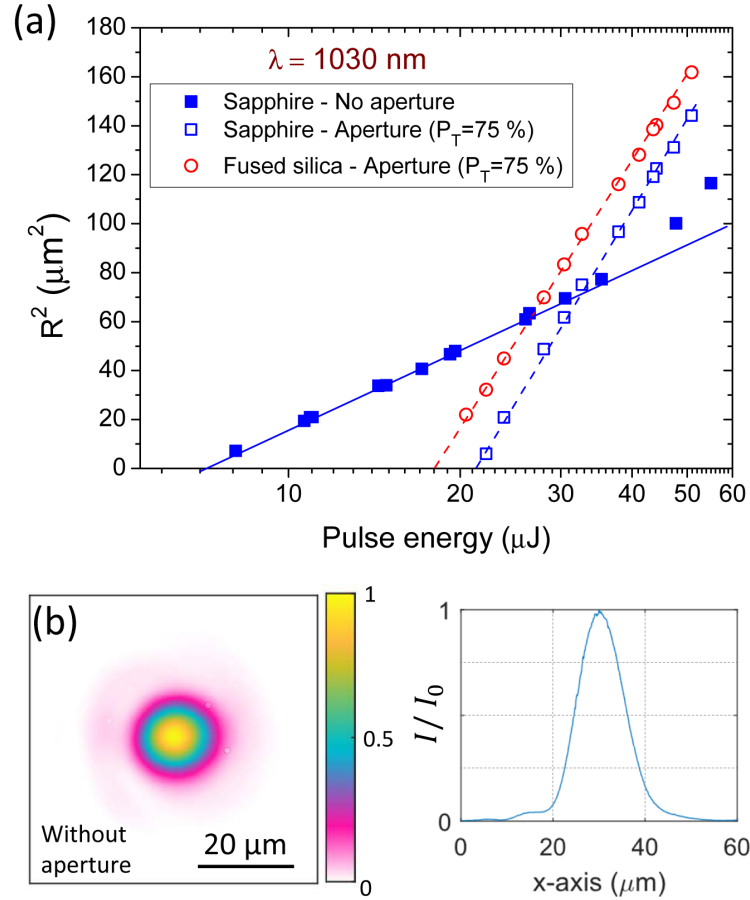 (a)
λ = 1030 nm
Sapphire - No aperture
Sapphire - Aperture (P_T=75 %)
Fused silica - Aperture (P_T=75 %)
R² (μm²)
180
160
140
120
100
80
60
40
20
0
10
20
30
40
50
60
Pulse energy (μJ)
(b)
Without
aperture
20 μm
1
0.5
0
I / I₀
1
0
0
20
40
60
x-axis (μm)